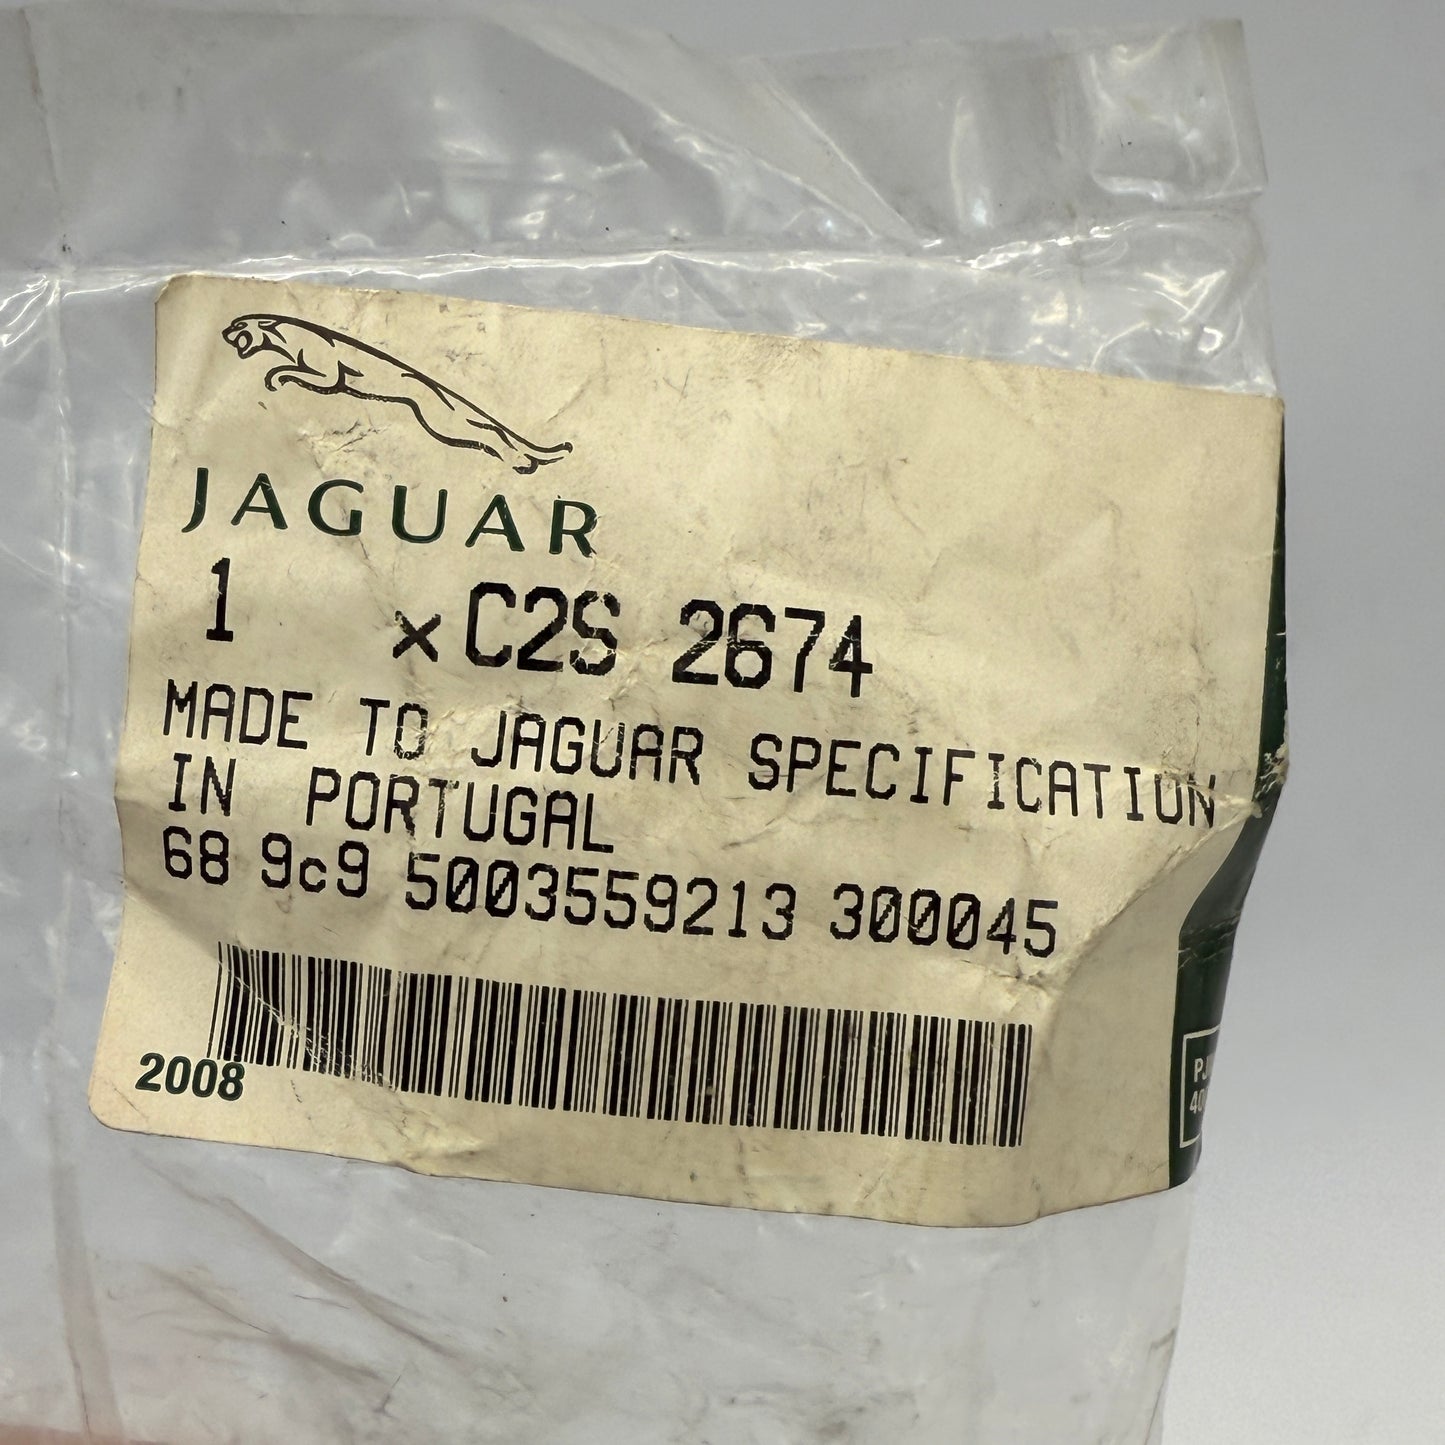 JAGUAR
1 x C2S 2674
MADE TO JAGUAR SPECIFICATION
IN PORTUGAL
68 9c9 5003559213 300045
2008